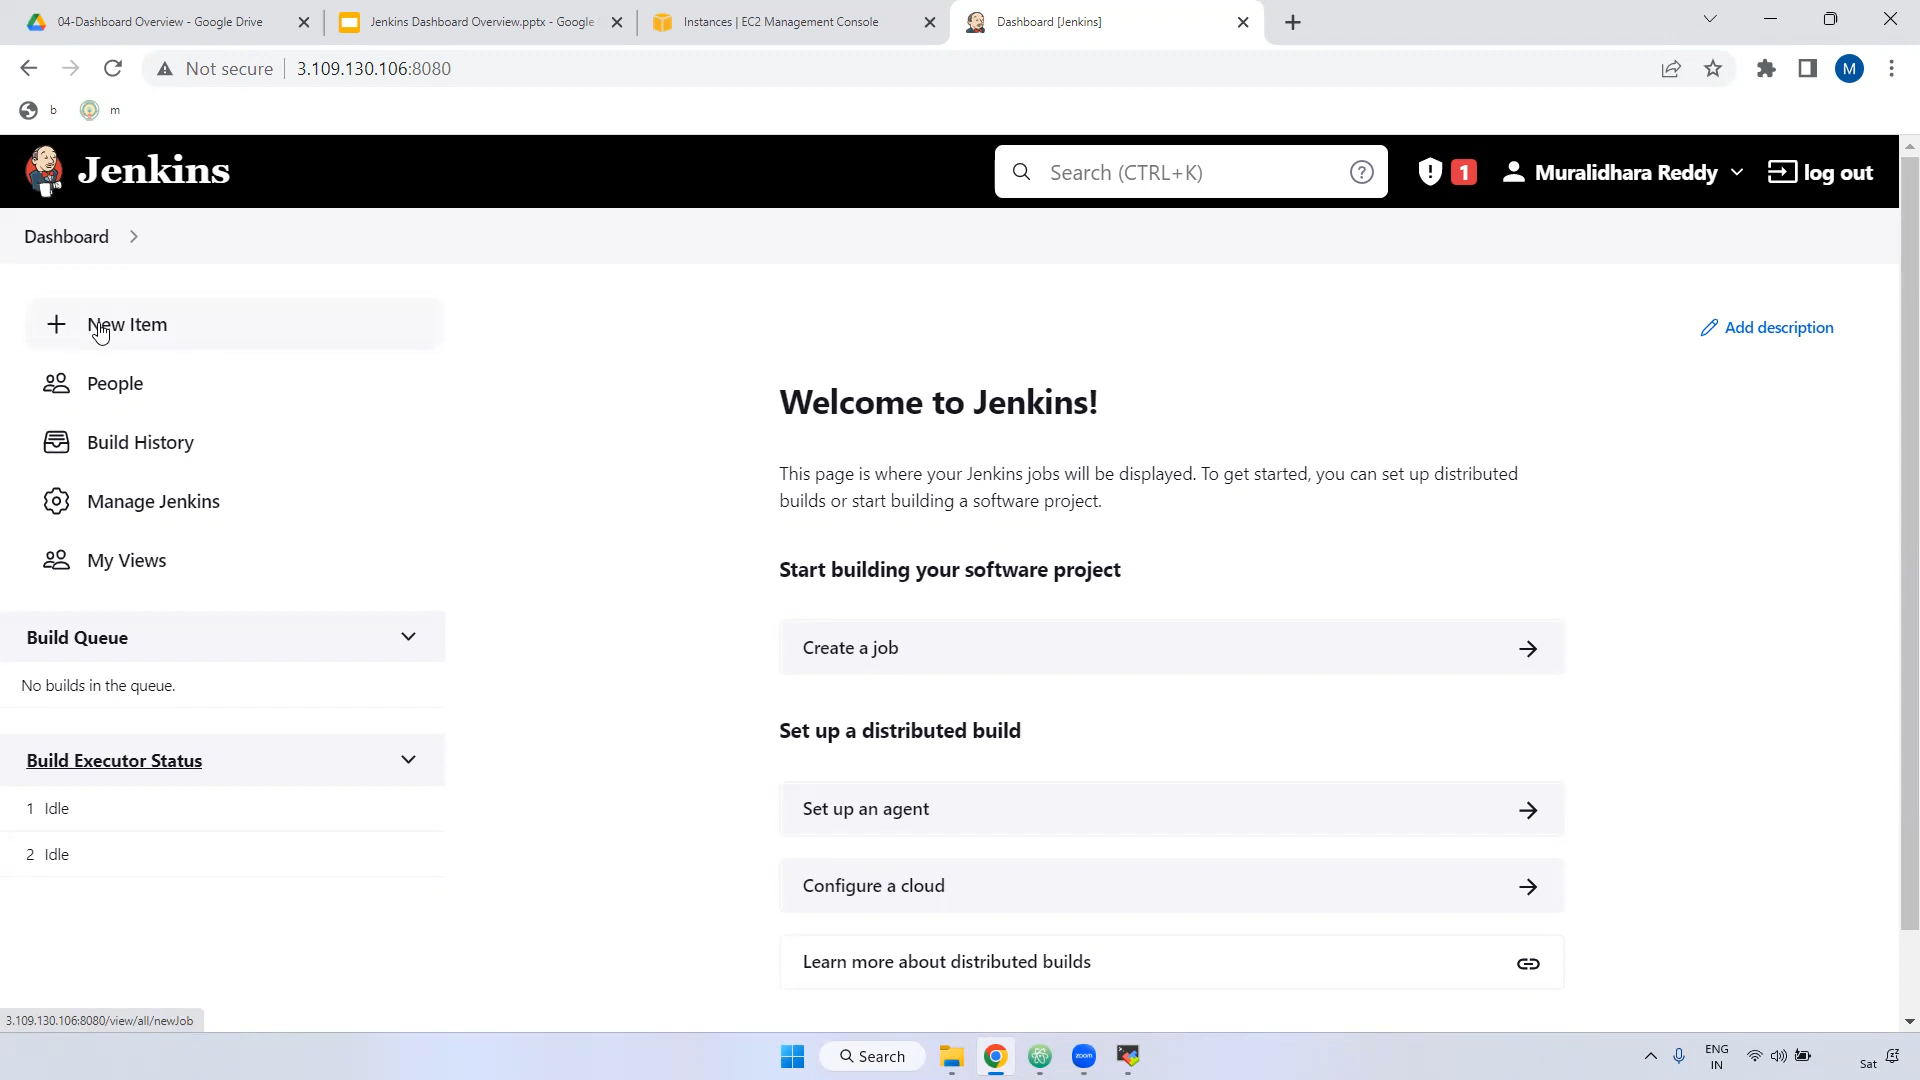 04-Dashboard Overview - Google Drive
Jenkins Dashboard Overview.pptx - Google
Instances | EC2 Management Console
Dashboard [Jenkins]
Not secure
3.109.130.106:8080
M
b
m
Jenkins
Search (CTRL+K)
1
Muralidhara Reddy
log out
Dashboard
New Item
Add description
People
Build History
Manage Jenkins
My Views
Welcome to Jenkins!
This page is where your Jenkins jobs will be displayed. To get started, you can set up distributed
builds or start building a software project.
Start building your software project
Create a job
Build Queue
No builds in the queue.
Build Executor Status
1 Idle
2 Idle
Set up a distributed build
Set up an agent
Configure a cloud
Learn more about distributed builds
3.109.130.106:8080/view/all/newJob
Search
zoom
ENG
IN
Sat